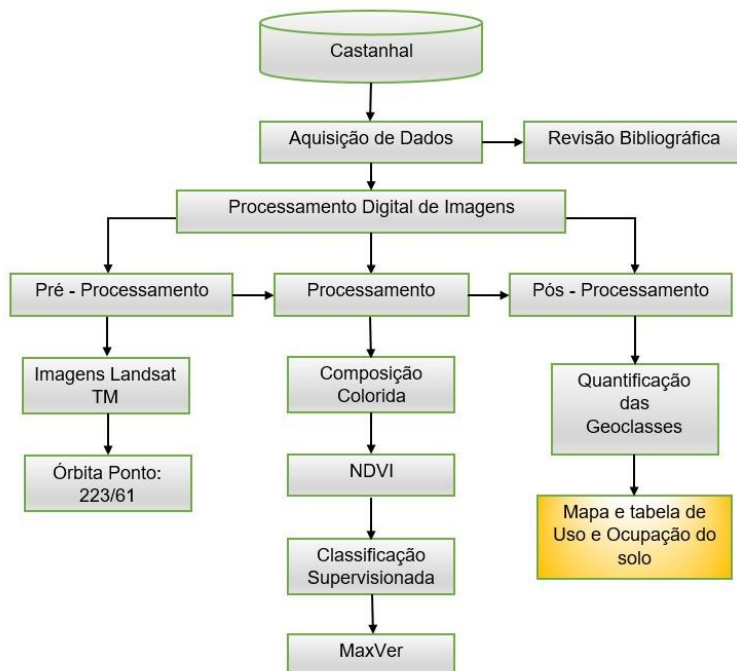 Castanhal
Aquisição de Dados
Revisão Bibliográfica
Processamento Digital de Imagens
Pré - Processamento
Processamento
Pós - Processamento
Imagens Landsat
TM
Composição
Colorida
Quantificação
das
Geoclasses
Órbita Ponto:
223/61
NDVI
Mapa e tabela de
Uso e Ocupação do
solo
Classificação
Supervisionada
MaxVer